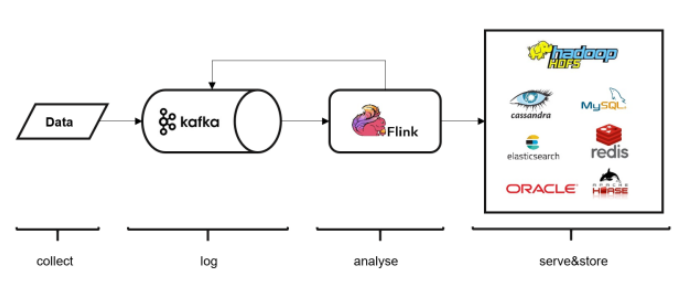 hadoop
HDFS
Data
kafka
Flink
cassandra
MySQL
elasticsearch
redis
ORACLE
APACHE
HBASE
collect
log
analyse
serve&store